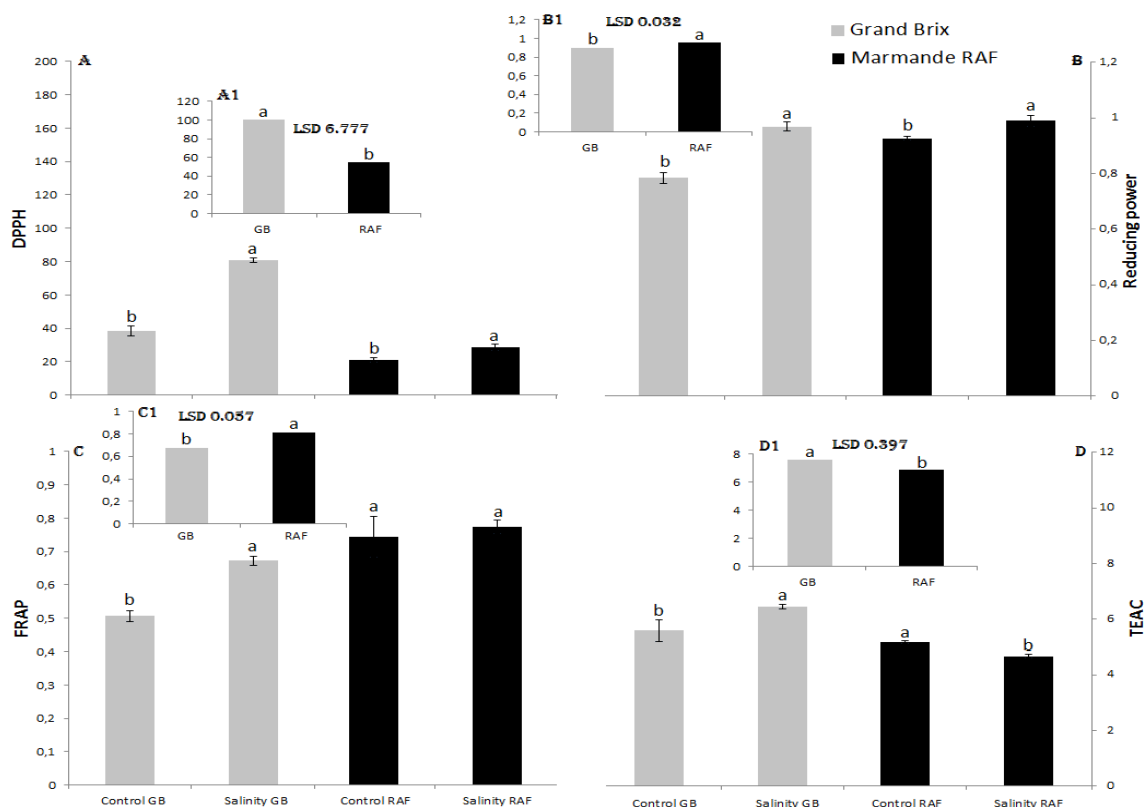 Grand Brix
Marmande RAF
A
DPPH
200
180
160
140
120
100
80
60
40
20
0
b
a
b
a
A1
LSD 6.777
120
100
80
60
40
20
0
a
b
GB
RAF
B1
LSD 0.032
1,2
1
0,8
0,6
0,4
0,2
0
b
a
GB
RAF
B
Reducing power
1,2
1
0,8
0,6
0,4
0,2
0
b
a
b
a
C
FRAP
1
0,9
0,8
0,7
0,6
0,5
0,4
0,3
0,2
0,1
0
b
a
a
a
Control GB
Salinity GB
Control RAF
Salinity RAF
C1
LSD 0.057
1
0,8
0,6
0,4
0,2
0
b
a
GB
RAF
D1
LSD 0.397
8
6
4
2
0
a
b
GB
RAF
D
TEAC
12
10
8
6
4
2
0
b
a
a
b
Control GB
Salinity GB
Control RAF
Salinity RAF